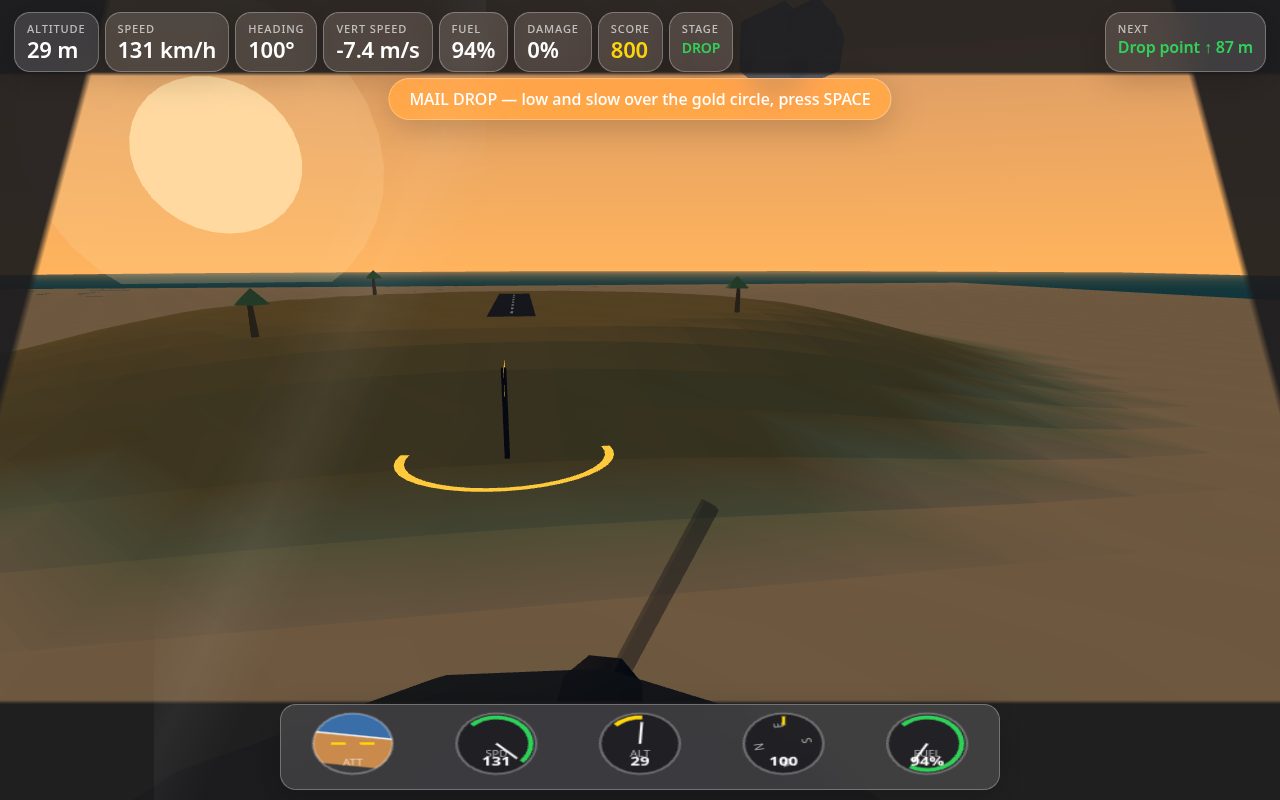 ALTITUDE
29 m
SPEED
131 km/h
HEADING
100°
VERT SPEED
-7.4 m/s
FUEL
94%
DAMAGE
0%
SCORE
800
STAGE
DROP
NEXT
Drop point ↑ 87 m
MAIL DROP — low and slow over the gold circle, press SPACE
ATT
SPD
131
ALT
29
N
E
S
100
FUEL
94%